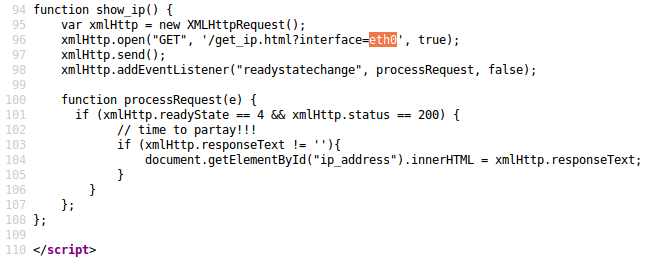 94 function show_ip() {
95     var xmlHttp = new XMLHttpRequest();
96     xmlHttp.open("GET", '/get_ip.html?interface=eth0', true);
97     xmlHttp.send();
98     xmlHttp.addEventListener("readystatechange", processRequest, false);
99
100     function processRequest(e) {
101       if (xmlHttp.readyState == 4 && xmlHttp.status == 200) {
102             // time to partay!!!
103             if (xmlHttp.responseText != ''){
104                 document.getElementById("ip_address").innerHTML = xmlHttp.responseText;
105             }
106         }
107     };
108 };
109
110 </script>